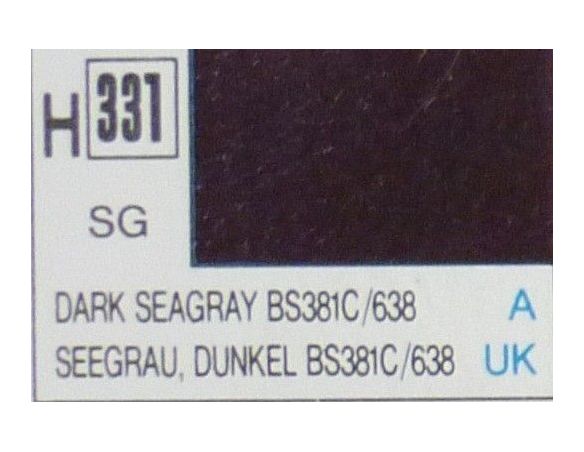 H 331
SG
DARK SEAGRAY BS381C/638 A
SEEGRAU, DUNKEL BS381C/638 UK